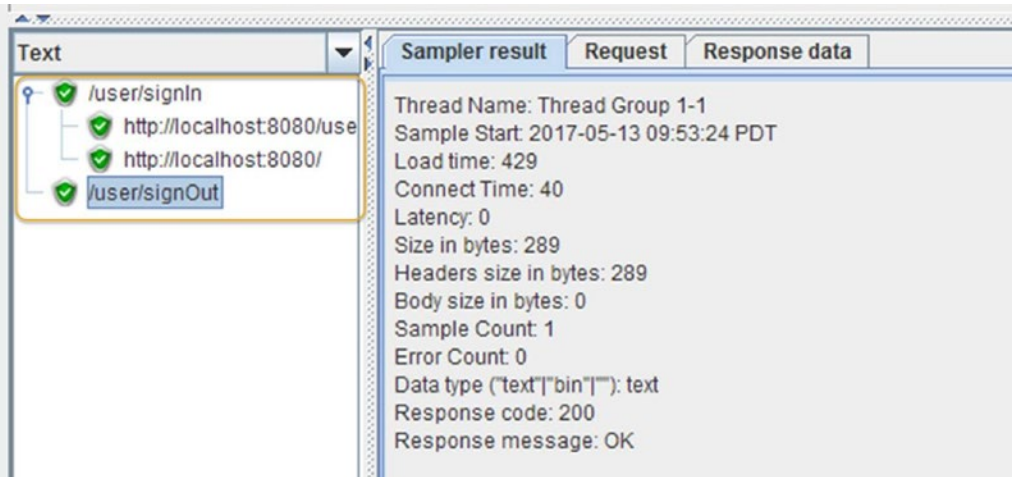 Text
/user/signIn
http://localhost:8080/use
http://localhost:8080/
/user/signOut
Sampler result Request Response data
Thread Name: Thread Group 1-1
Sample Start: 2017-05-13 09:53:24 PDT
Load time: 429
Connect Time: 40
Latency: 0
Size in bytes: 289
Headers size in bytes: 289
Body size in bytes: 0
Sample Count: 1
Error Count: 0
Data type ("text"|"bin"|""): text
Response code: 200
Response message: OK